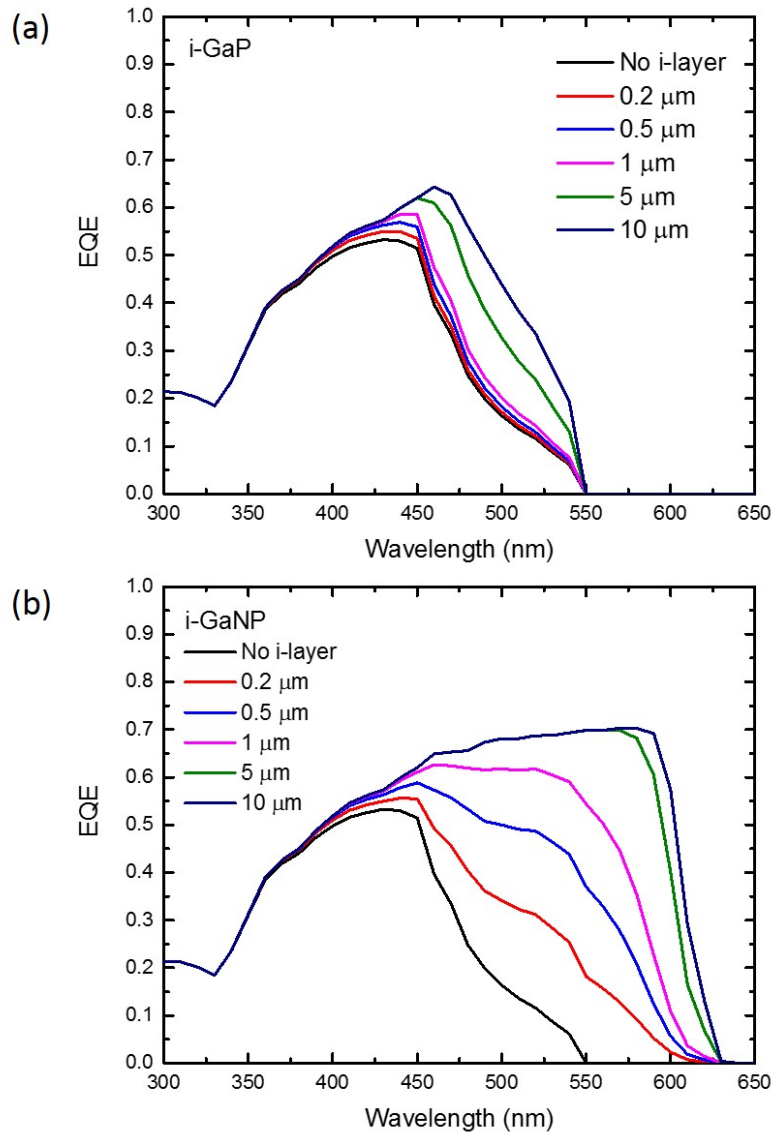 (a)
i-GaP
No i-layer
0.2 μm
0.5 μm
1 μm
5 μm
10 μm
EQE
1.0
0.9
0.8
0.7
0.6
0.5
0.4
0.3
0.2
0.1
0.0
300 350 400 450 500 550 600 650
Wavelength (nm)
(b)
i-GaNP
No i-layer
0.2 μm
0.5 μm
1 μm
5 μm
10 μm
EQE
1.0
0.9
0.8
0.7
0.6
0.5
0.4
0.3
0.2
0.1
0.0
300 350 400 450 500 550 600 650
Wavelength (nm)